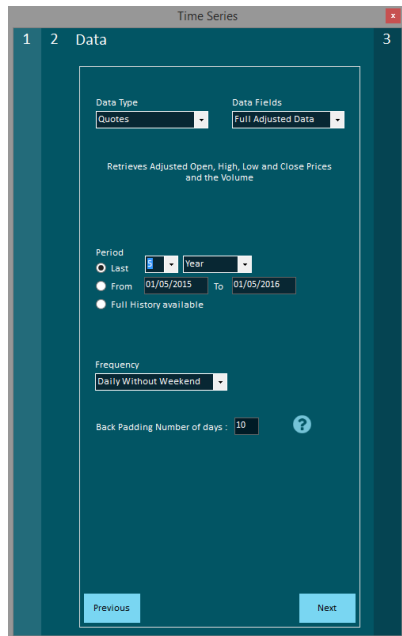 Time Series
x
1 2 Data 3
Data Type Data Fields
Quotes Full Adjusted Data
Retrieves Adjusted Open, High, Low and Close Prices
and the Volume
Period
Last 5 Year
From 01/05/2015 To 01/05/2016
Full History available
Frequency
Daily Without Weekend
Back Padding Number of days : 10 ?
Previous Next